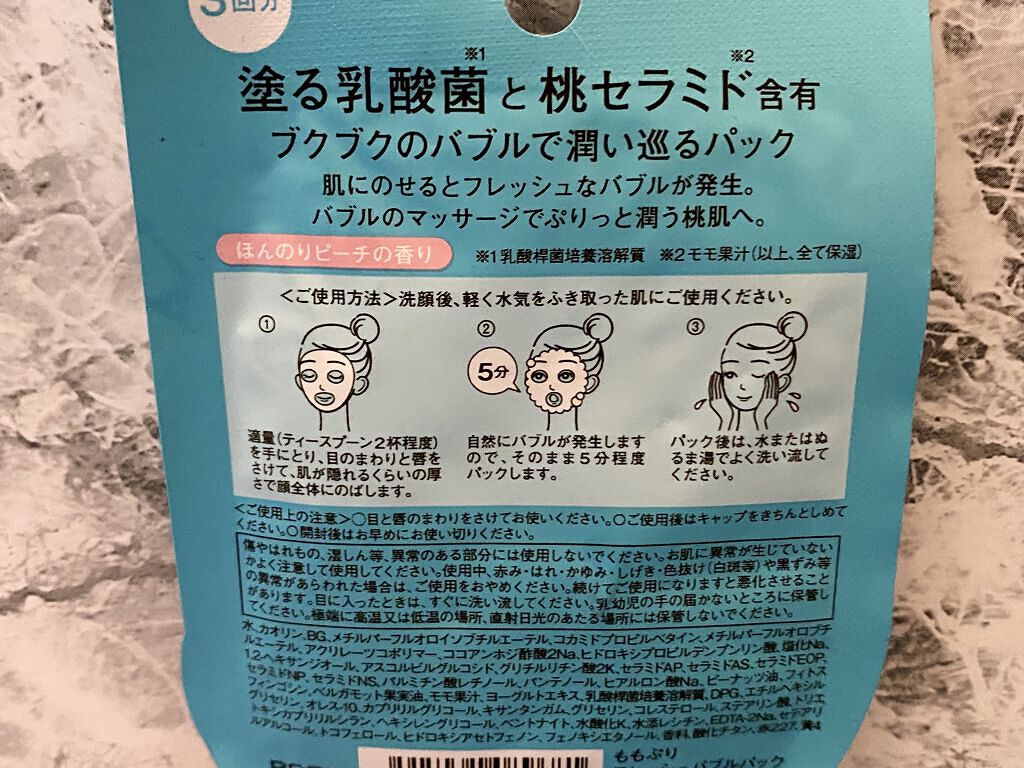 3回分
※1 ※2
塗る乳酸菌と桃セラミド含有
ブクブクのバブルで潤い巡るパック
肌にのせるとフレッシュなバブルが発生。
バブルのマッサージでぷりっと潤う桃肌へ。
ほんのりピーチの香り ※1乳酸桿菌培養溶解質 ※2モモ果汁(以上、全て保湿)
<ご使用方法>洗顔後、軽く水気をふき取った肌にご使用ください。
①
適量(ティースプーン2杯程度)
を手にとり、目のまわりと唇を
さけて、肌が隠れるくらいの厚
さで顔全体にのばします。
②
5分
自然にバブルが発生します
ので、そのまま5分程度
パックします。
③
パック後は、水またはぬ
るま湯でよく洗い流して
ください。
<ご使用上の注意>○目と唇のまわりをさけてお使いください。○ご使用後はキャップをきちんとしめて
ください。○開封後はお早めにお使い切りください。
傷やはれもの、湿しん等、異常のある部分には使用しないでください。お肌に異常が生じていない
かよく注意して使用してください。使用中、赤み・はれ・かゆみ・しげき・色抜け(白斑等)や黒ずみ等
の異常があらわれた場合は、ご使用をおやめください。続けてご使用になりますと悪化させること
があります。目に入ったときは、すぐに洗い流してください。乳幼児の手の届かないところに保管し
てください。極端に高温又は低温の場所、直射日光のあたる場所には保管しないでください。
水、カオリン、BG、メチルパーフルオロイソブチルエーテル、コカミドプロピルベタイン、メチルパーフルオロブチ
ルエーテル、アクリレーツコポリマー、ココアンホ酢酸2Na、ヒドロキシプロピルデンプンリン酸、塩化Na、
1,2-ヘキサンジオール、アスコルビルグルコシド、グリチルリチン酸2K、セラミドAP、セラミドAS、セラミドEOP、
セラミドNP、セラミドNS、パルミチン酸レチノール、パンテノール、ヒアルロン酸Na、ピーナッツ油、フィトス
フィンゴシン、ベルガモット果実油、モモ果汁、ヨーグルトエキス、乳酸桿菌培養溶解質、DPG、エチルヘキシル
グリセリン、オレス-10、カプリリルグリコール、キサンタンガム、グリセリン、コレステロール、ステアリン酸、トリエ
トキシカプリリルシラン、ヘキシレングリコール、ベントナイト、水酸化K、水添レシチン、EDTA-2Na、セテアリ
ルアルコール、トコフェロール、ヒドロキシアセトフェノン、フェノキシエタノール、香料、酸化チタン、赤227、黄4
ももぷり
バブルパック